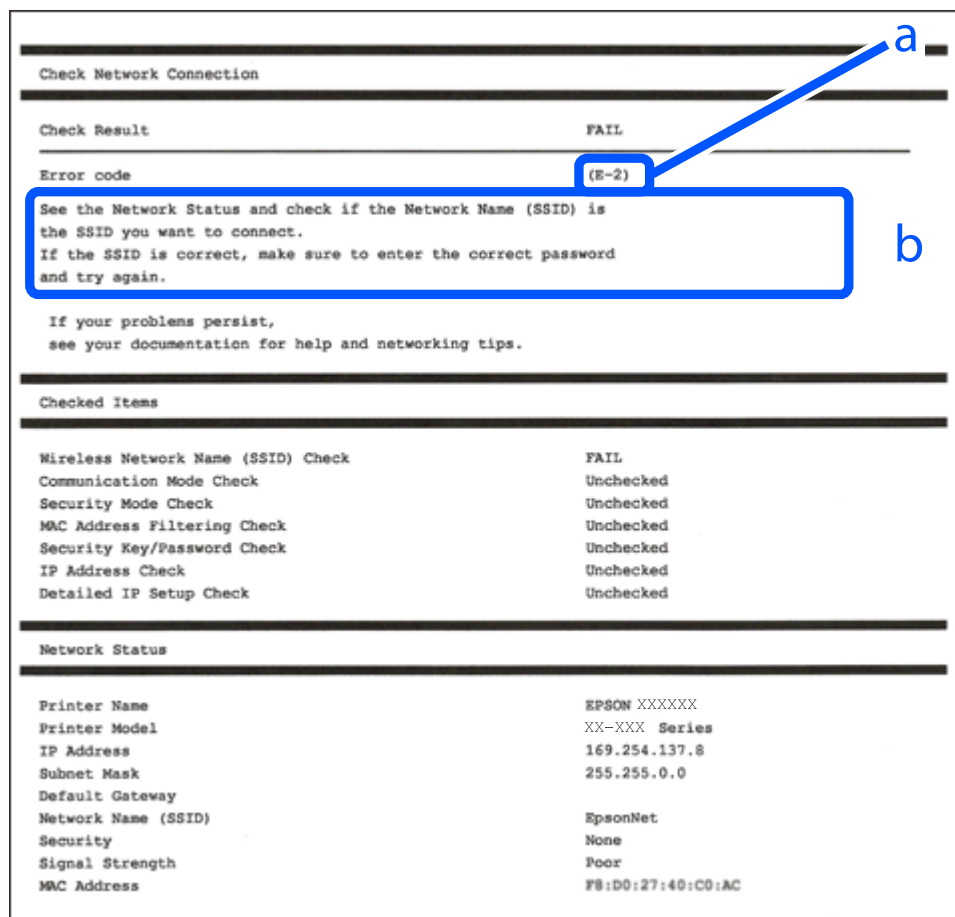 a
Check Network Connection
Check Result FAIL
Error code (E-2)
See the Network Status and check if the Network Name (SSID) is
the SSID you want to connect.
If the SSID is correct, make sure to enter the correct password
and try again.
b
If your problems persist,
see your documentation for help and networking tips.
Checked Items
Wireless Network Name (SSID) Check FAIL
Communication Mode Check Unchecked
Security Mode Check Unchecked
MAC Address Filtering Check Unchecked
Security Key/Password Check Unchecked
IP Address Check Unchecked
Detailed IP Setup Check Unchecked
Network Status
Printer Name EPSON XXXXXX
Printer Model XX-XXX Series
IP Address 169.254.137.8
Subnet Mask 255.255.0.0
Default Gateway
Network Name (SSID) EpsonNet
Security None
Signal Strength Poor
MAC Address F8:D0:27:40:C0:AC